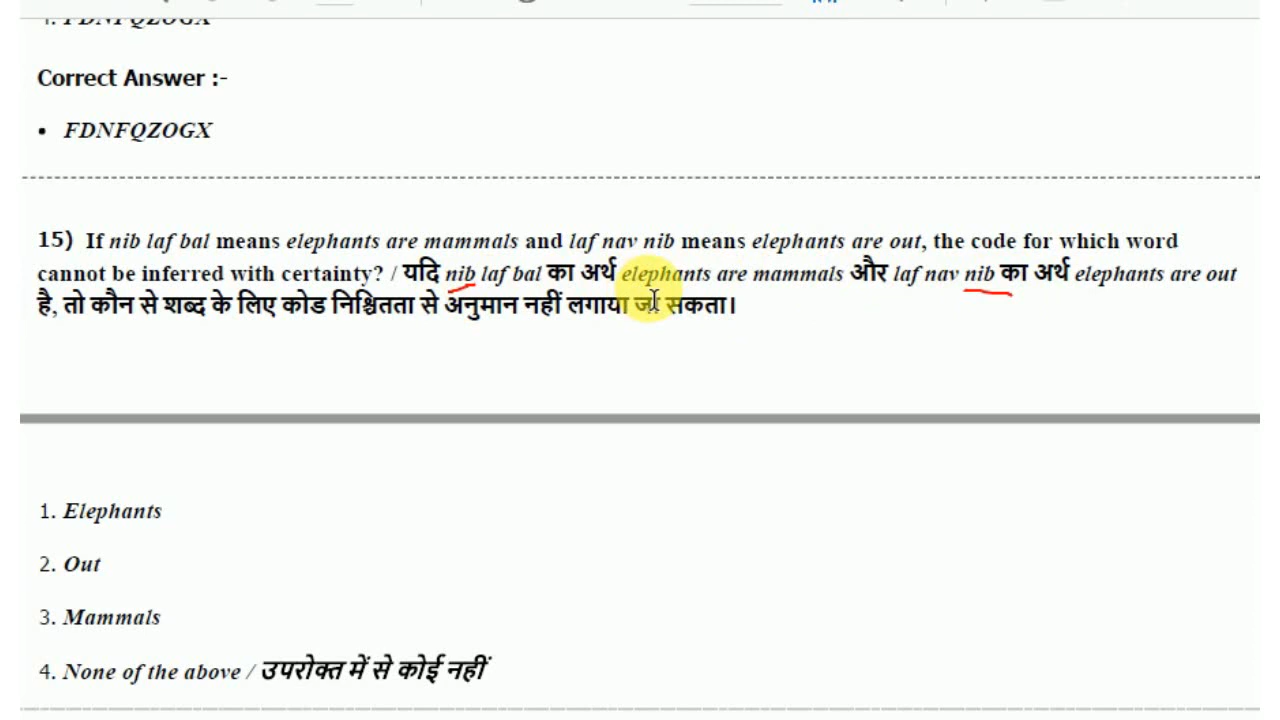 4. FDNFQZOGX
Correct Answer :-
• FDNFQZOGX
15) If nib laf bal means elephants are mammals and laf nav nib means elephants are out, the code for which word
cannot be inferred with certainty? / यदि nib laf bal का अर्थ elephants are mammals और laf nav nib का अर्थ elephants are out
है, तो कौन से शब्द के लिए कोड निश्चितता से अनुमान नहीं लगाया जा सकता।
1. Elephants
2. Out
3. Mammals
4. None of the above / उपरोक्त में से कोई नहीं